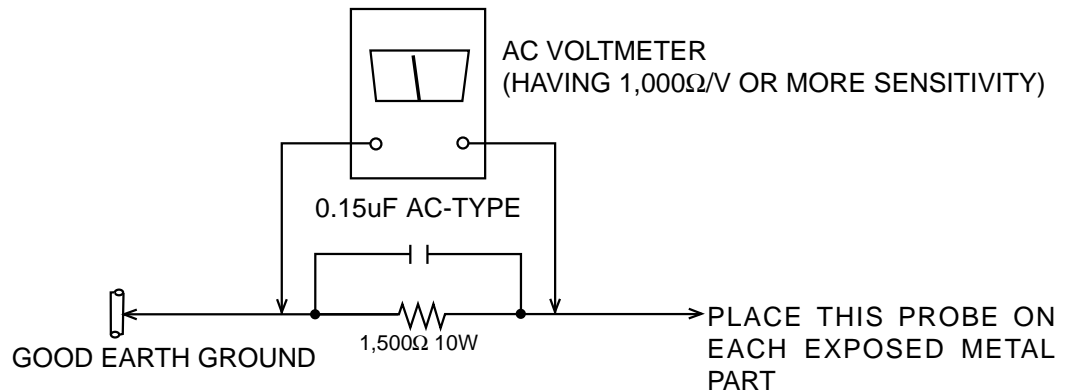 AC VOLTMETER
(HAVING 1,000Ω/V OR MORE SENSITIVITY)
0.15uF AC-TYPE
1,500Ω 10W
GOOD EARTH GROUND
PLACE THIS PROBE ON
EACH EXPOSED METAL
PART